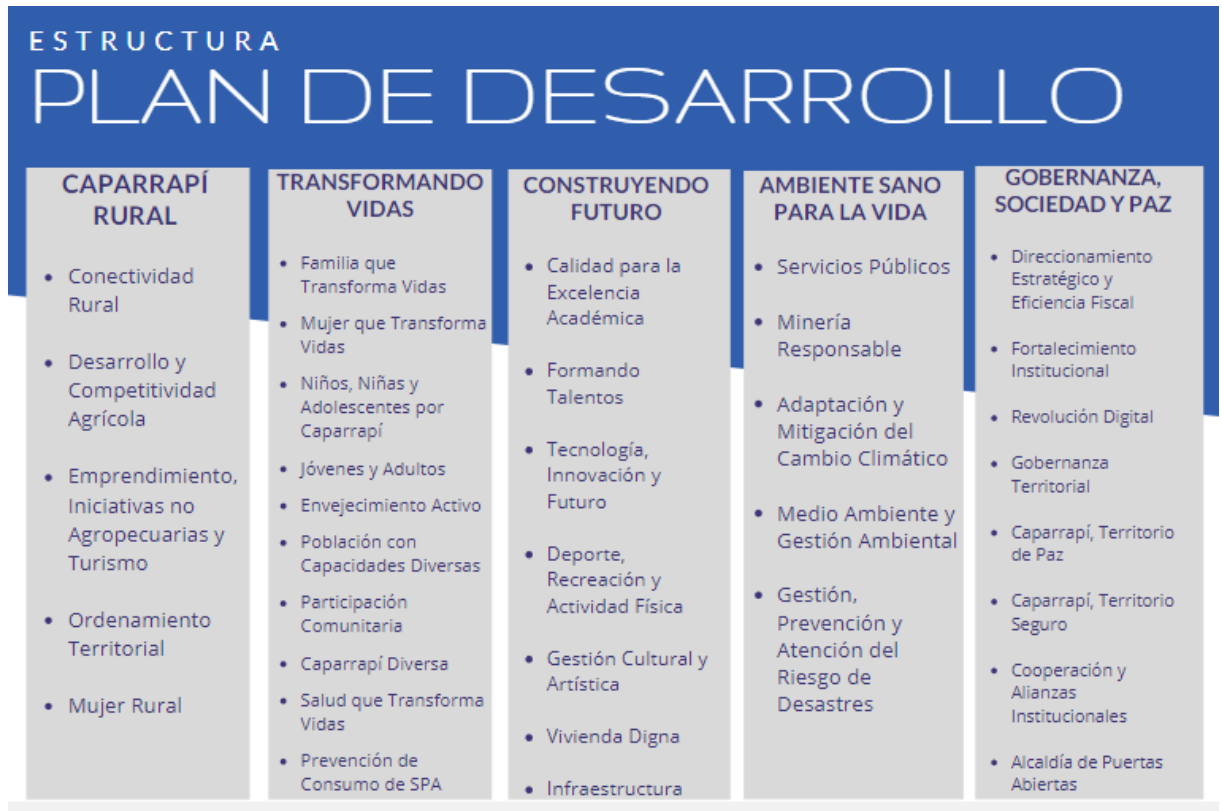 ESTRUCTURA
PLAN DE DESARROLLO
CAPARRAPÍ
RURAL
• Conectividad
Rural
• Desarrollo y
Competitividad
Agrícola
• Emprendimiento,
Iniciativas no
Agropecuarias y
Turismo
• Ordenamiento
Territorial
• Mujer Rural
TRANSFORMANDO
VIDAS
• Familia que
Transforma Vidas
• Mujer que Transforma
Vidas
• Niños, Niñas y
Adolescentes por
Caparrapí
• Jóvenes y Adultos
• Envejecimiento Activo
• Población con
Capacidades Diversas
• Participación
Comunitaria
• Caparrapí Diversa
• Salud que Transforma
Vidas
• Prevención de
Consumo de SPA
CONSTRUYENDO
FUTURO
• Calidad para la
Excelencia
Académica
• Formando
Talentos
• Tecnología,
Innovación y
Futuro
• Deporte,
Recreación y
Actividad Física
• Gestión Cultural y
Artística
• Vivienda Digna
• Infraestructura
AMBIENTE SANO
PARA LA VIDA
• Servicios Públicos
• Minería
Responsable
• Adaptación y
Mitigación del
Cambio Climático
• Medio Ambiente y
Gestión Ambiental
• Gestión,
Prevención y
Atención del
Riesgo de
Desastres
GOBERNANZA,
SOCIEDAD Y PAZ
• Direccionamiento
Estratégico y
Eficiencia Fiscal
• Fortalecimiento
Institucional
• Revolución Digital
• Gobernanza
Territorial
• Caparrapí, Territorio
de Paz
• Caparrapí, Territorio
Seguro
• Cooperación y
Alianzas
Institucionales
• Alcaldía de Puertas
Abiertas